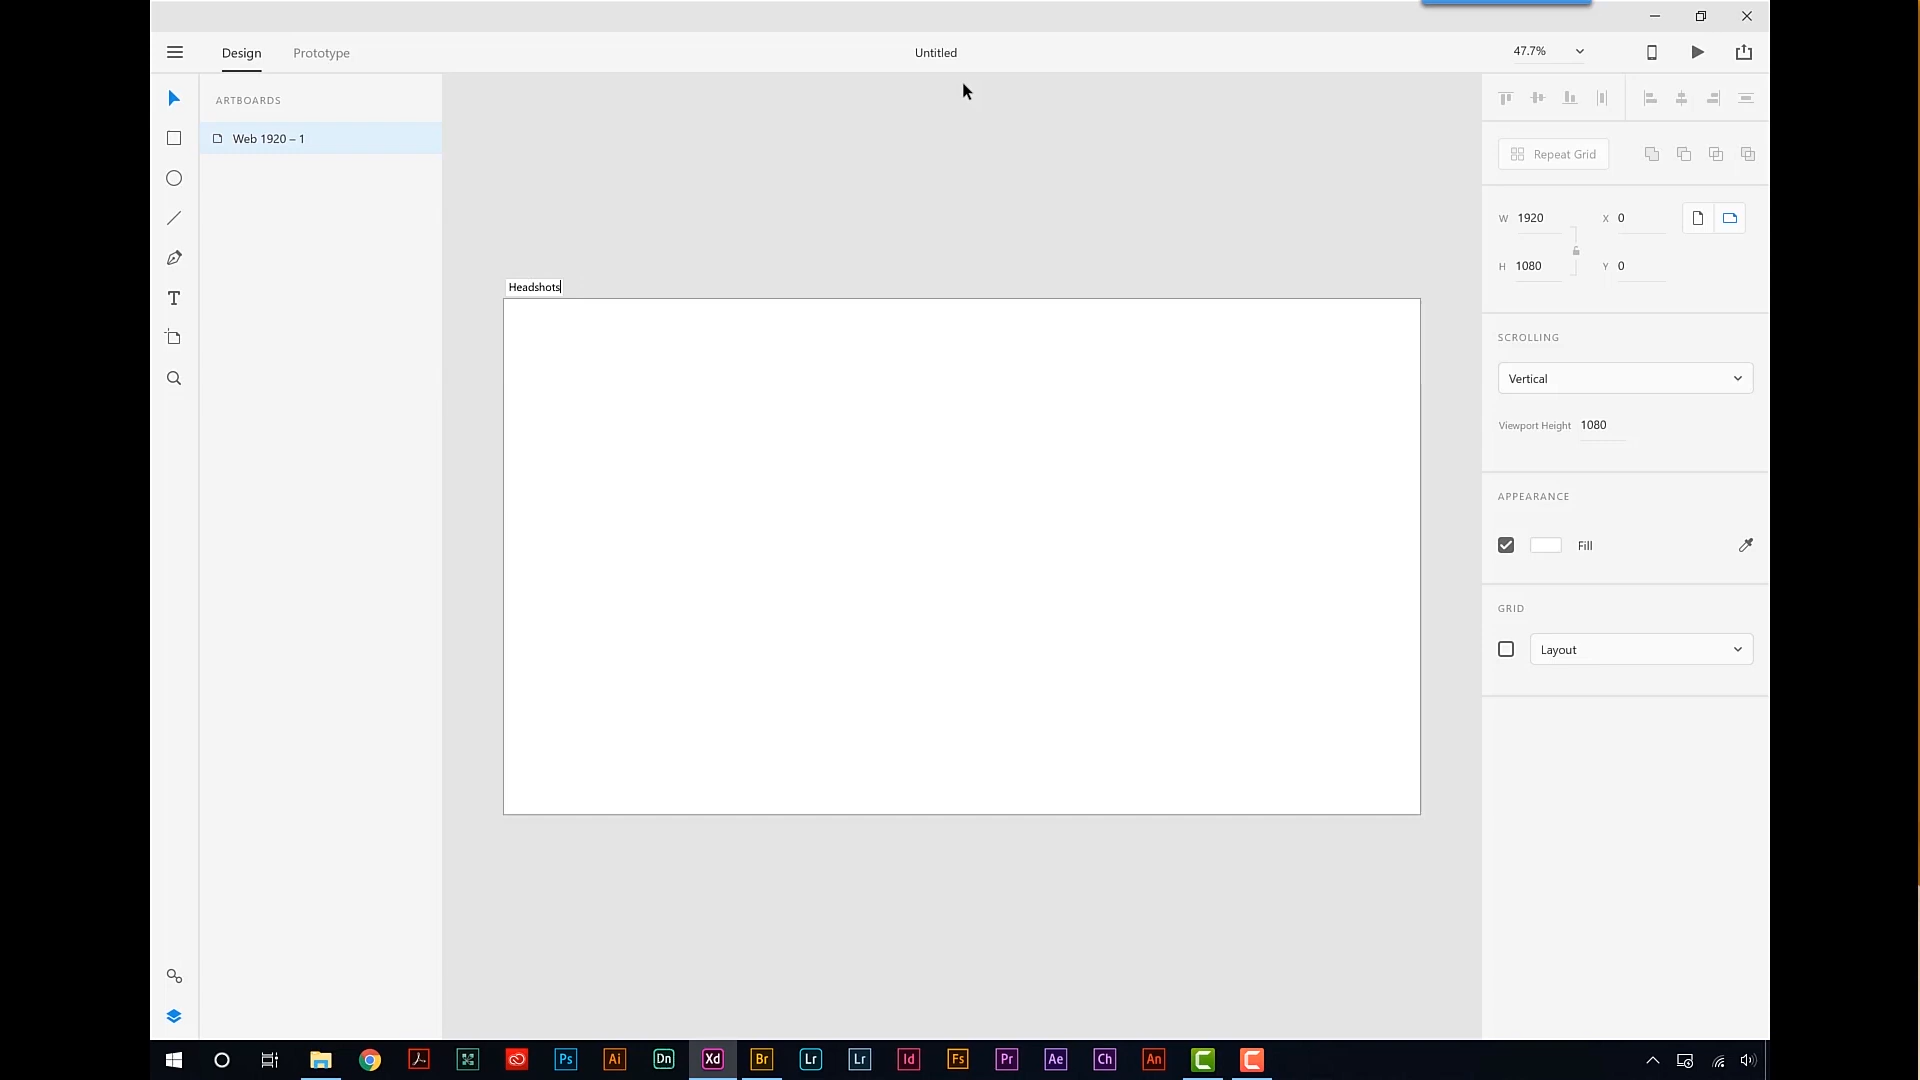 Design
Prototype
Untitled
47.7%
ARTBOARDS
Web 1920 – 1
Repeat Grid
W 1920
X 0
H 1080
Y 0
Headshots
SCROLLING
Vertical
Viewport Height 1080
APPEARANCE
Fill
GRID
Layout
Ps
Ai
Dn
Xd
Br
Lr
Lr
Id
Fs
Pr
Ae
Ch
An